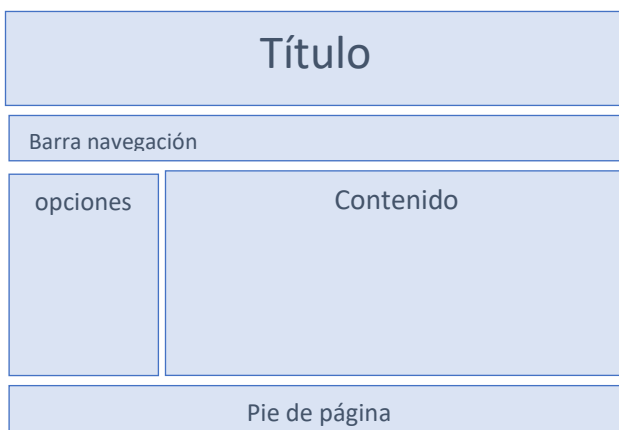 Título
Barra navegación
opciones
Contenido
Pie de página